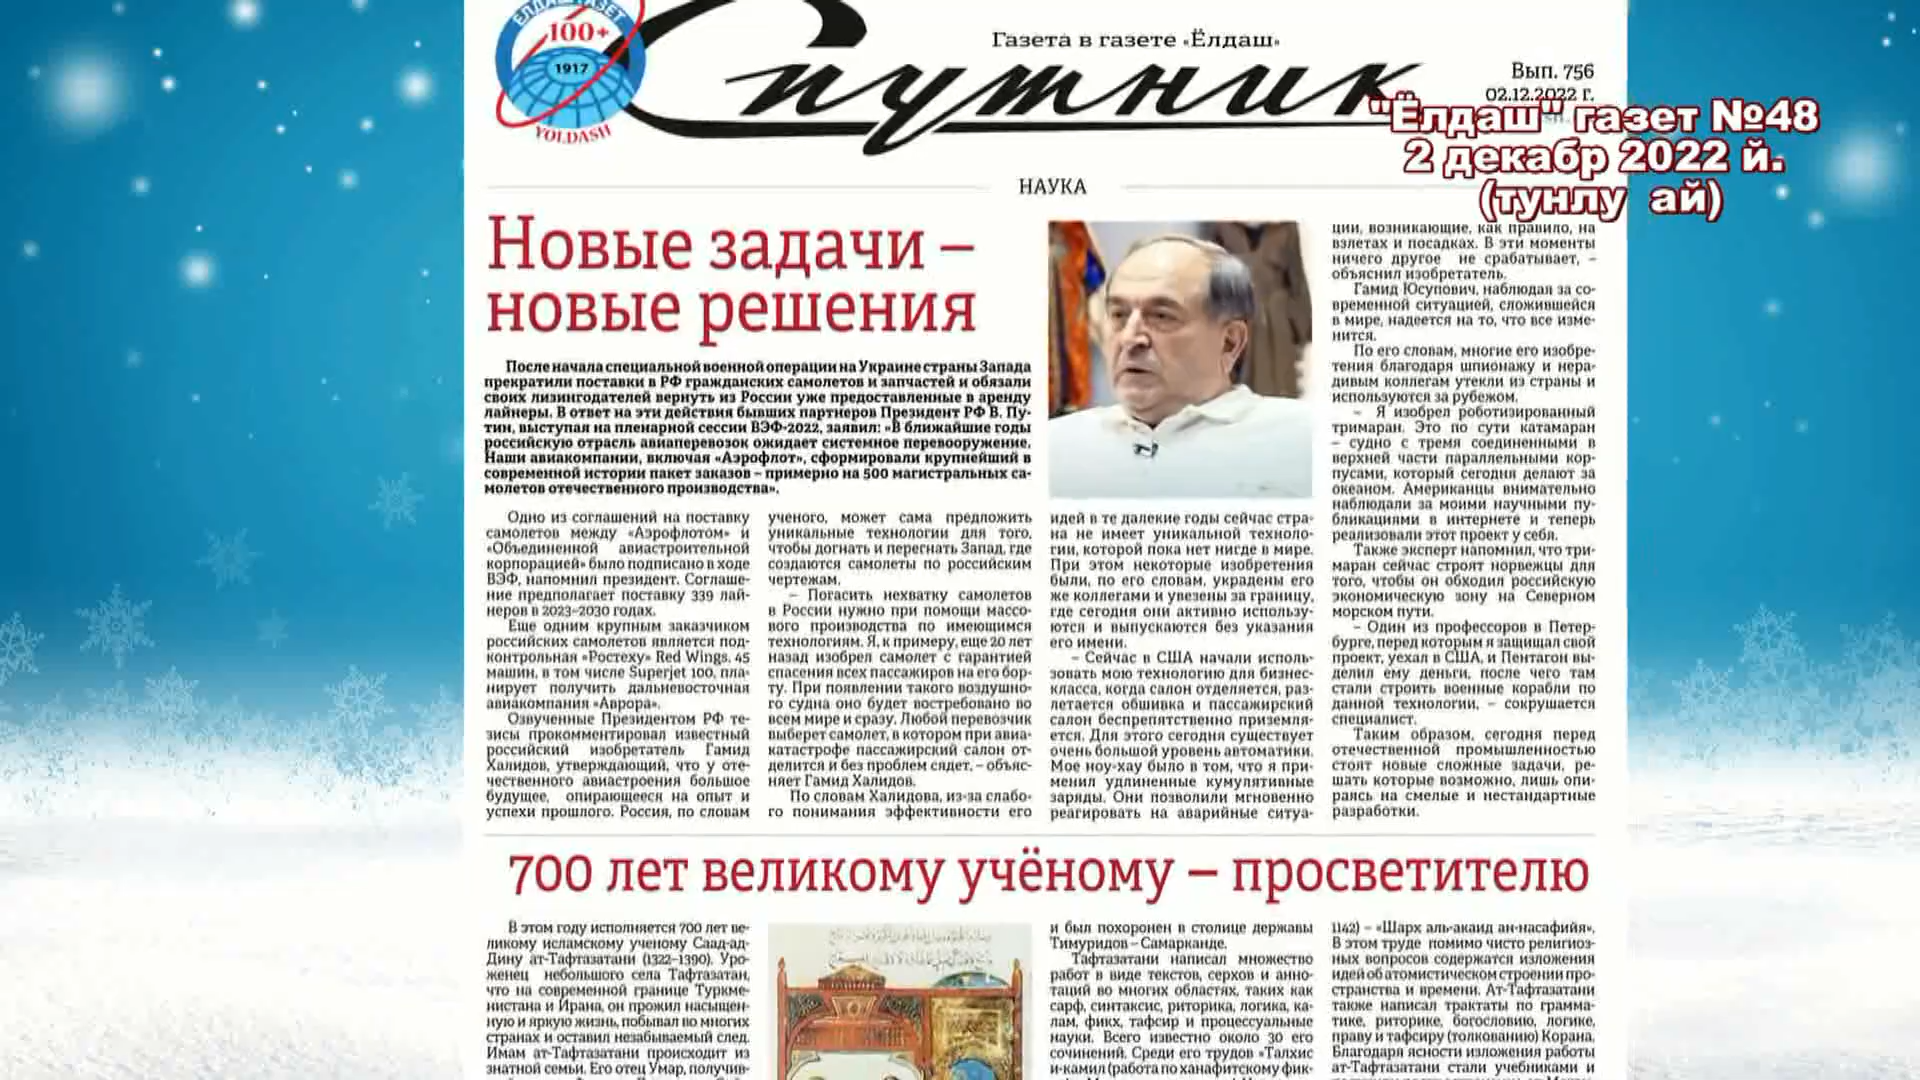 ЁЛДАШ ГАЗЕТ
100+
1917
YOLDASH
Газета в газете «Ёлдаш»
Спутник
Вып. 756
02.12.2022 г.
"Ёлдаш" газет №48
2 декабр 2022 й.
(тунлу ай)
НАУКА
Новые задачи –
новые решения
После начала специальной военной операции на Украине страны Запада
прекратили поставки в РФ гражданских самолетов и запчастей и обязали
своих лизингодателей вернуть из России уже предоставленные в аренду
лайнеры. В ответ на эти действия бывших партнеров Президент РФ В. Пу-
тин, выступая на пленарной сессии ВЭФ-2022, заявил: «В ближайшие годы
российскую отрасль авиаперевозок ожидает системное перевооружение.
Наши авиакомпании, включая «Аэрофлот», сформировали крупнейший в
современной истории пакет заказов – примерно на 500 магистральных са-
молетов отечественного производства».
Одно из соглашений на поставку
самолетов между «Аэрофлотом» и
«Объединенной авиастроительной
корпорацией» было подписано в ходе
ВЭФ, напомнил президент. Соглаше-
ние предполагает поставку 339 лай-
неров в 2023-2030 годах.
Еще одним крупным заказчиком
российских самолетов является под-
контрольная «Ростеху» Red Wings. 45
машин, в том числе Superjet 100, пла-
нирует получить дальневосточная
авиакомпания «Аврора».
Озвученные Президентом РФ те-
зисы прокомментировал известный
российский изобретатель Гамид
Халидов, утверждающий, что у оте-
чественного авиастроения большое
будущее, опирающееся на опыт и
успехи прошлого. Россия, по словам
ученого, может сама предложить
уникальные технологии для того,
чтобы догнать и перегнать Запад, где
создаются самолеты по российским
чертежам.
– Погасить нехватку самолетов
в России нужно при помощи массо-
вого производства по имеющимся
технологиям. Я, к примеру, еще 20 лет
назад изобрел самолет с гарантией
спасения всех пассажиров на его бор-
ту. При появлении такого воздушно-
го судна оно будет востребовано во
всем мире и сразу. Любой перевозчик
выберет самолет, в котором при авиа-
катастрофе пассажирский салон от-
делится и без проблем сядет, – объяс-
няет Гамид Халидов.
По словам Халидова, из-за слабо-
го понимания эффективности его
идей в те далекие годы сейчас стра-
на не имеет уникальной техноло-
гии, которой пока нет нигде в мире.
При этом некоторые изобретения
были, по его словам, украдены его
же коллегами и увезены за границу,
где сегодня они активно использу-
ются и выпускаются без указания
его имени.
– Сейчас в США начали исполь-
зовать мою технологию для бизнес-
класса, когда салон отделяется, раз-
летается обшивка и пассажирский
салон беспрепятственно приземля-
ется. Для этого сегодня существует
очень большой уровень автоматики.
Мое ноу-хау было в том, что я при-
менил удлиненные кумулятивные
заряды. Они позволили мгновенно
реагировать на аварийные ситуа-
ции, возникающие, как правило, на
взлетах и посадках. В эти моменты
ничего другое не срабатывает, –
объяснил изобретатель.
Гамид Юсупович, наблюдая за со-
временной ситуацией, сложившейся
в мире, надеется на то, что все изме-
нится.
По его словам, многие его изобре-
тения благодаря шпионажу и нера-
дивым коллегам утекли из страны и
используются за рубежом.
– Я изобрел роботизированный
тримаран. Это по сути катамаран
– судно с тремя соединенными в
верхней части параллельными кор-
пусами, который сегодня делают за
океаном. Американцы внимательно
наблюдали за моими научными пу-
бликациями в интернете и теперь
реализовали этот проект у себя.
Также эксперт напомнил, что три-
маран сейчас строят норвежцы для
того, чтобы он обходил российскую
экономическую зону на Северном
морском пути.
– Один из профессоров в Петер-
бурге, перед которым я защищал свой
проект, уехал в США, и Пентагон вы-
делил ему деньги, после чего там
стали строить военные корабли по
данной технологии, – сокрушается
специалист.
Таким образом, сегодня перед
отечественной промышленностью
стоят новые сложные задачи, ре-
шать которые возможно, лишь опи-
раясь на смелые и нестандартные
разработки.
700 лет великому учёному – просветителю
В этом году исполняется 700 лет ве-
ликому исламскому ученому Саад-ад-
Дину ат-Тафтазатани (1322–1390). Уро-
женец небольшого села Тафтазатан,
что на современной границе Туркме-
нистана и Ирана, он прожил насыщен-
ную и яркую жизнь, побывал во многих
странах и оставил незабываемый след.
Имам ат-Тафтазатани происходит из
знатной семьи. Его отец Умар, получив-
и был похоронен в столице державы
Тимуридов – Самарканде.
Тафтазатани написал множество
работ в виде текстов, серхов и анно-
таций во многих областях, таких как
сарф, синтаксис, риторика, логика, ка-
лам, фикх, тафсир и процессуальные
науки. Всего известно около 30 его
сочинений. Среди его трудов «Талхис
и-камил (работа по ханафитскому фик-
1142) – «Шарх аль-акаид ан-насафийя».
В этом труде помимо чисто религиоз-
ных вопросов содержатся изложения
идей об атомистическом строении про-
странства и времени. Ат-Тафтазатани
также написал трактаты по грамма-
тике, риторике, богословию, логике,
праву и тафсиру (толкованию) Корана.
Благодаря ясности изложения работы
ат-Тафтазатани стали учебниками и